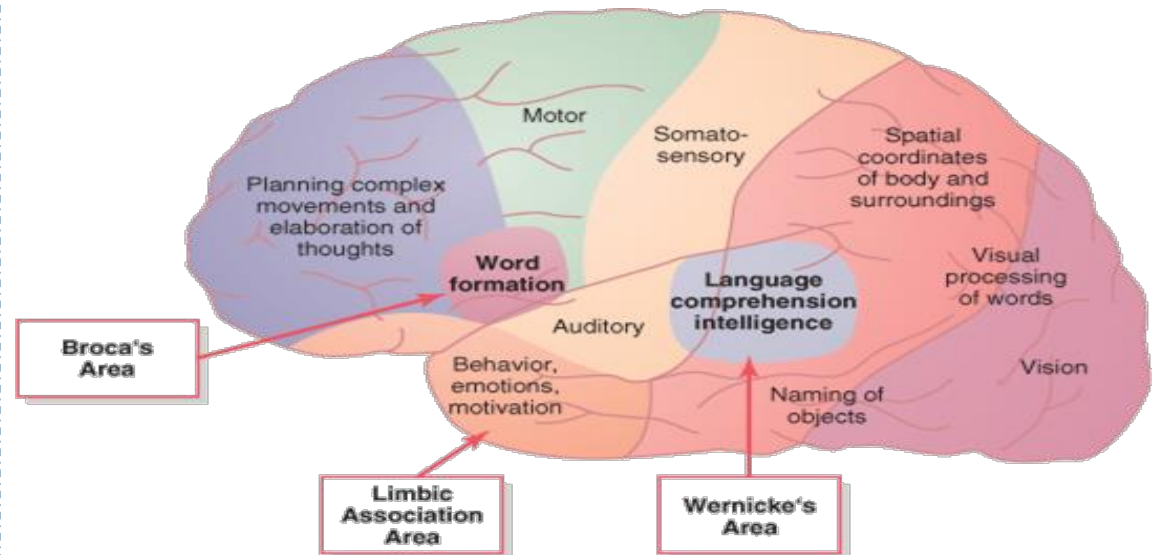 Motor
Somato-
sensory
Spatial
coordinates
of body and
surroundings
Planning complex
movements and
elaboration of
thoughts
Word
formation
Language
comprehension
intelligence
Visual
processing
of words
Auditory
Broca's
Area
Behavior,
emotions,
motivation
Vision
Naming of
objects
Limbic
Association
Area
Wernicke's
Area